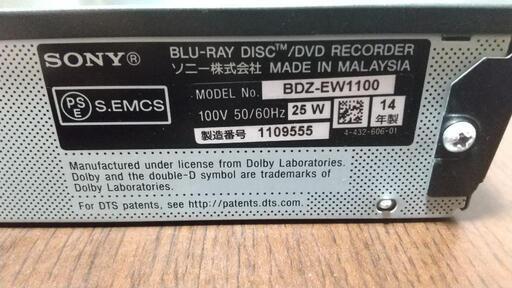 SONY®
BLU-RAY DISC™/DVD RECORDER
ソニー株式会社 MADE IN MALAYSIA
PS
E
S.EMCS
MODEL No. BDZ-EW1100
100V 50/60Hz 25 W
14
年製
製造番号 1109555
4-432-606-01
Manufactured under license from Dolby Laboratories.
Dolby and the double-D symbol are trademarks of
Dolby Laboratories.
For DTS patents, see http://patents.dts.com.